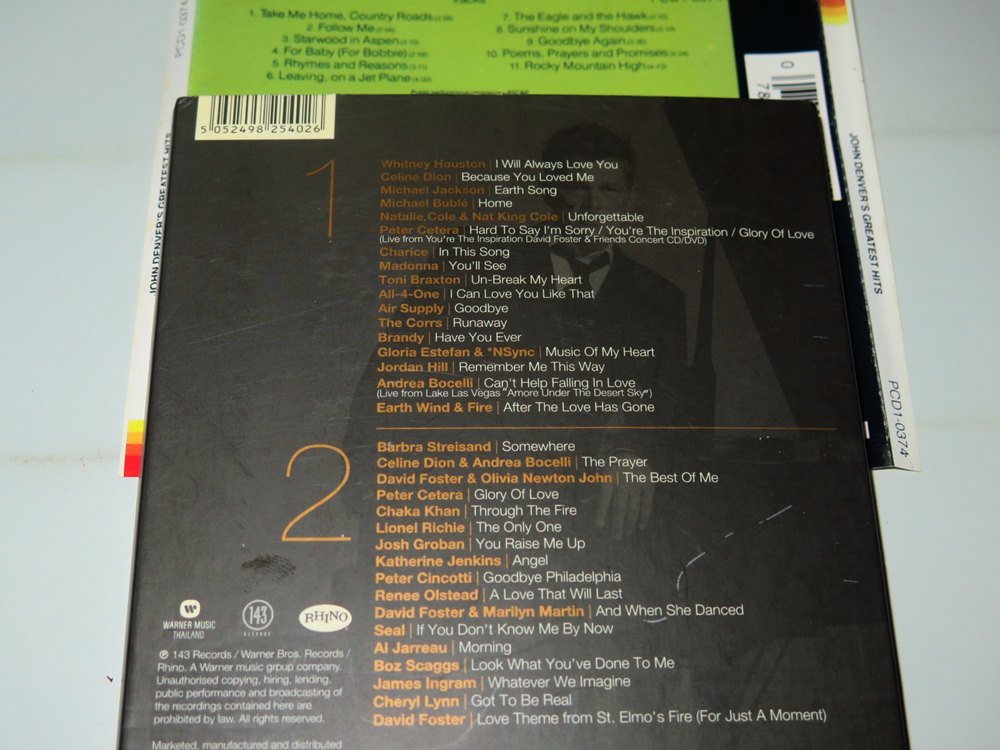 Tracks
PCD1-0374
1. Take Me Home, Country Roads
2. Follow Me
3. Starwood in Aspen
4. For Baby (For Bobbie)
5. Rhymes and Reasons
6. Leaving, on a Jet Plane
7. The Eagle and the Hawk
8. Sunshine on My Shoulders
9. Goodbye Again
10. Poems, Prayers and Promises
11. Rocky Mountain High
PCD1-0374
JOHN DENVER'S GREATEST HITS
JOHN DENVER'S GREATEST HITS
PCD1-0374
0
78
5 052498 254026
1
Whitney Houston | I Will Always Love You
Celine Dion | Because You Loved Me
Michael Jackson | Earth Song
Michael Bublé | Home
Natalie Cole & Nat King Cole | Unforgettable
Peter Cetera | Hard To Say I'm Sorry / You're The Inspiration / Glory Of Love
(Live from You're The Inspiration David Foster & Friends Concert CD/DVD)
Charice | In This Song
Madonna | You'll See
Toni Braxton | Un-Break My Heart
All-4-One | I Can Love You Like That
Air Supply | Goodbye
The Corrs | Runaway
Brandy | Have You Ever
Gloria Estefan & *NSync | Music Of My Heart
Jordan Hill | Remember Me This Way
Andrea Bocelli | Can't Help Falling In Love
(Live from Lake Las Vegas "Amore Under The Desert Sky")
Earth Wind & Fire | After The Love Has Gone
2
Barbra Streisand | Somewhere
Celine Dion & Andrea Bocelli | The Prayer
David Foster & Olivia Newton John | The Best Of Me
Peter Cetera | Glory Of Love
Chaka Khan | Through The Fire
Lionel Richie | The Only One
Josh Groban | You Raise Me Up
Katherine Jenkins | Angel
Peter Cincotti | Goodbye Philadelphia
Renee Olstead | A Love That Will Last
David Foster & Marilyn Martin | And When She Danced
Seal | If You Don't Know Me By Now
Al Jarreau | Morning
Boz Scaggs | Look What You've Done To Me
James Ingram | Whatever We Imagine
Cheryl Lynn | Got To Be Real
David Foster | Love Theme from St. Elmo's Fire (For Just A Moment)
WARNER MUSIC
THAILAND
143
RECORDS
RHINO
℗ 143 Records / Warner Bros. Records /
Rhino. A Warner music group company.
Unauthorised copying, hiring, lending,
public performance and broadcasting of
the recordings contained here are
prohibited by law. All rights reserved.
Marketed, manufactured and distributed